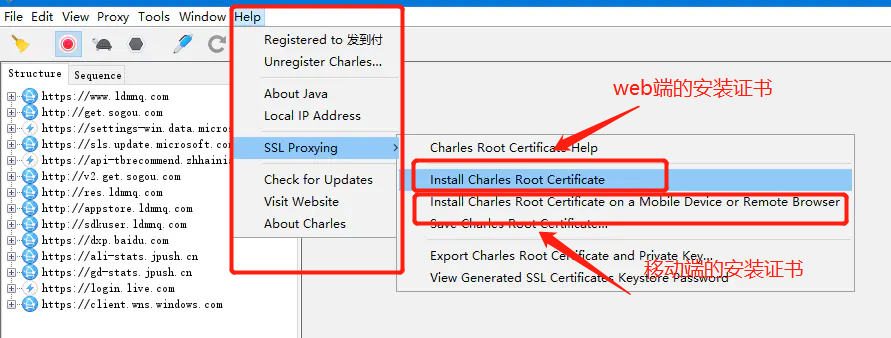 File Edit View Proxy Tools Window Help
Structure Sequence
https://www.ldmnq.com
http://get.sogou.com
https://settings-win.data.micros
https://sls.update.microsoft.com
https://api-tbrecommend.zhhaini
http://v2.get.sogou.com
http://res.ldmnq.com
http://appstore.ldmnq.com
http://sdkuser.ldmnq.com
https://dxp.baidu.com
https://ali-stats.jpush.cn
https://gd-stats.jpush.cn
https://login.live.com
https://client.wns.windows.com
Registered to 发到付
Unregister Charles...
About Java
Local IP Address
SSL Proxying
Check for Updates
Visit Website
About Charles
web端的安装证书
Charles Root Certificate Help
Install Charles Root Certificate
Install Charles Root Certificate on a Mobile Device or Remote Browser
Save Charles Root Certificate...
Export Charles Root Certificate and Private Key...
View Generated SSL Certificates Keystore Password
移动端的安装证书